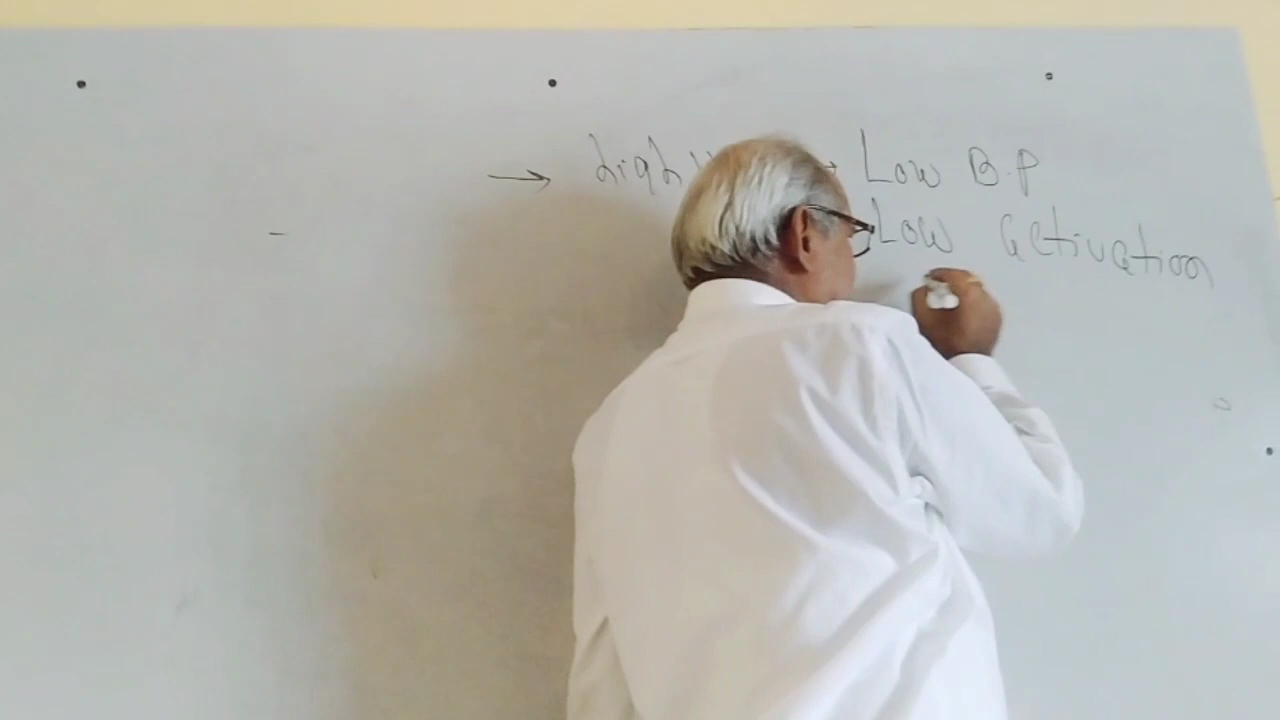 → high → Low B.P
Low activation